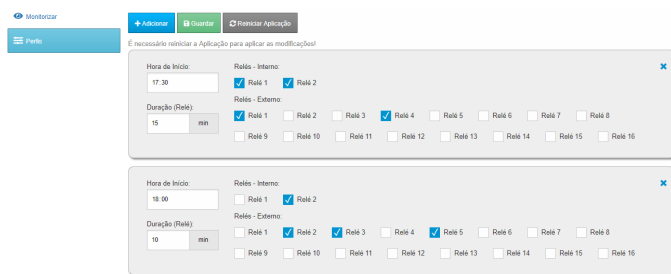 Monitorizar
Perfis
Adicionar Guardar Reiniciar Aplicação
É necessário reiniciar a Aplicação para aplicar as modificações!
Hora de Início: Relés - Interno:
17:30 Relé 1 Relé 2
Relés - Externo:
Duração (Relé): Relé 1 Relé 2 Relé 3 Relé 4 Relé 5 Relé 6 Relé 7 Relé 8
15 min Relé 9 Relé 10 Relé 11 Relé 12 Relé 13 Relé 14 Relé 15 Relé 16
Hora de Início: Relés - Interno:
18:00 Relé 1 Relé 2
Relés - Externo:
Duração (Relé): Relé 1 Relé 2 Relé 3 Relé 4 Relé 5 Relé 6 Relé 7 Relé 8
10 min Relé 9 Relé 10 Relé 11 Relé 12 Relé 13 Relé 14 Relé 15 Relé 16